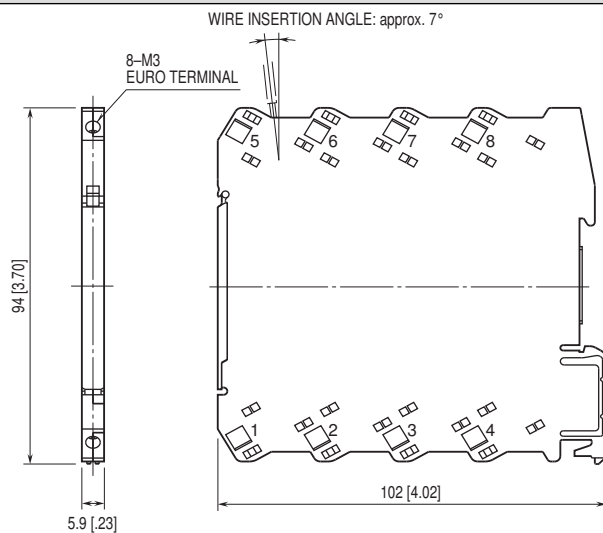 WIRE INSERTION ANGLE: approx. 7°
8–M3
EURO TERMINAL
5 6 7 8
94 [3.70]
1 2 3 4
102 [4.02]
5.9 [.23]